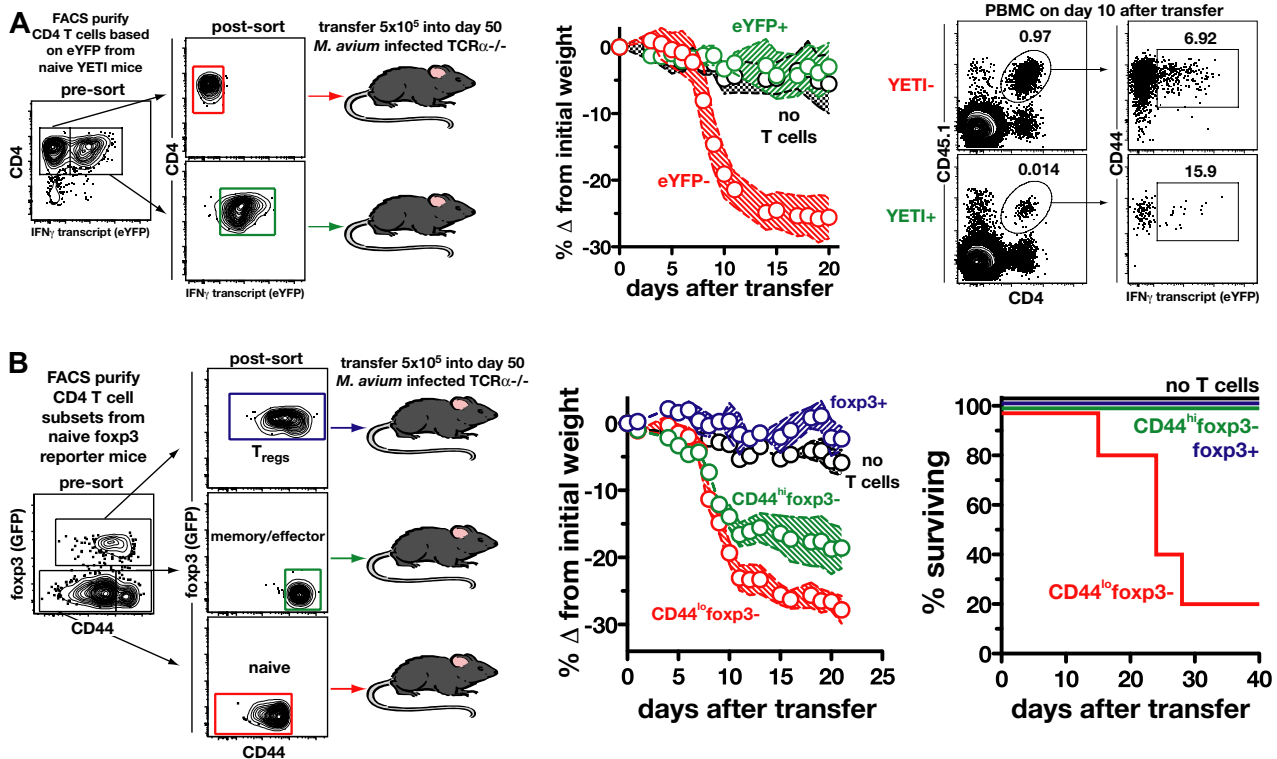 A
FACS purify
CD4 T cells based
on eYFP from
naive YETI mice
pre-sort
CD4
IFNγ transcript (eYFP)
post-sort
CD4
IFNγ transcript (eYFP)
transfer 5x10⁵ into day 50
M. avium infected TCRα-/-
% Δ from initial weight
0
-10
-20
-30
0
5
10
15
20
days after transfer
eYFP+
no
T cells
eYFP-
PBMC on day 10 after transfer
YETI-
YETI+
CD45.1
0.97
0.014
CD4
CD44
6.92
15.9
IFNγ transcript (eYFP)
B
FACS purify
CD4 T cell
subsets from
naive foxp3
reporter mice
pre-sort
foxp3 (GFP)
CD44
post-sort
foxp3 (GFP)
Tregs
memory/effector
naive
CD44
transfer 5x10⁵ into day 50
M. avium infected TCRα-/-
% Δ from initial weight
0
-10
-20
-30
0
5
10
15
20
25
days after transfer
foxp3+
no
T cells
CD44ʰⁱfoxp3-
CD44ˡᵒfoxp3-
% surviving
100
80
60
40
20
0
0
10
20
30
40
days after transfer
no T cells
CD44ʰⁱfoxp3-
foxp3+
CD44ˡᵒfoxp3-